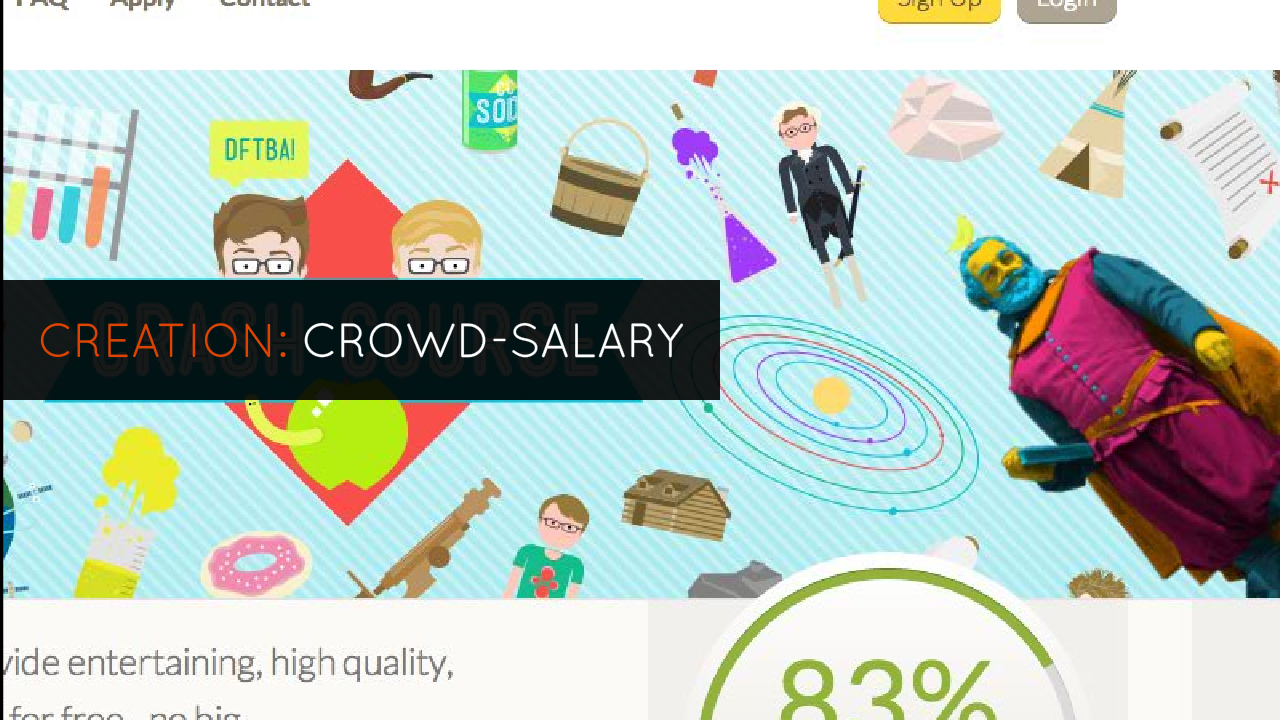 FAQ Apply Contact Sign Up Login
SOD
DFTBA!
CRASH COURSE
CREATION: CROWD-SALARY
vide entertaining, high quality,
for free no big
83%